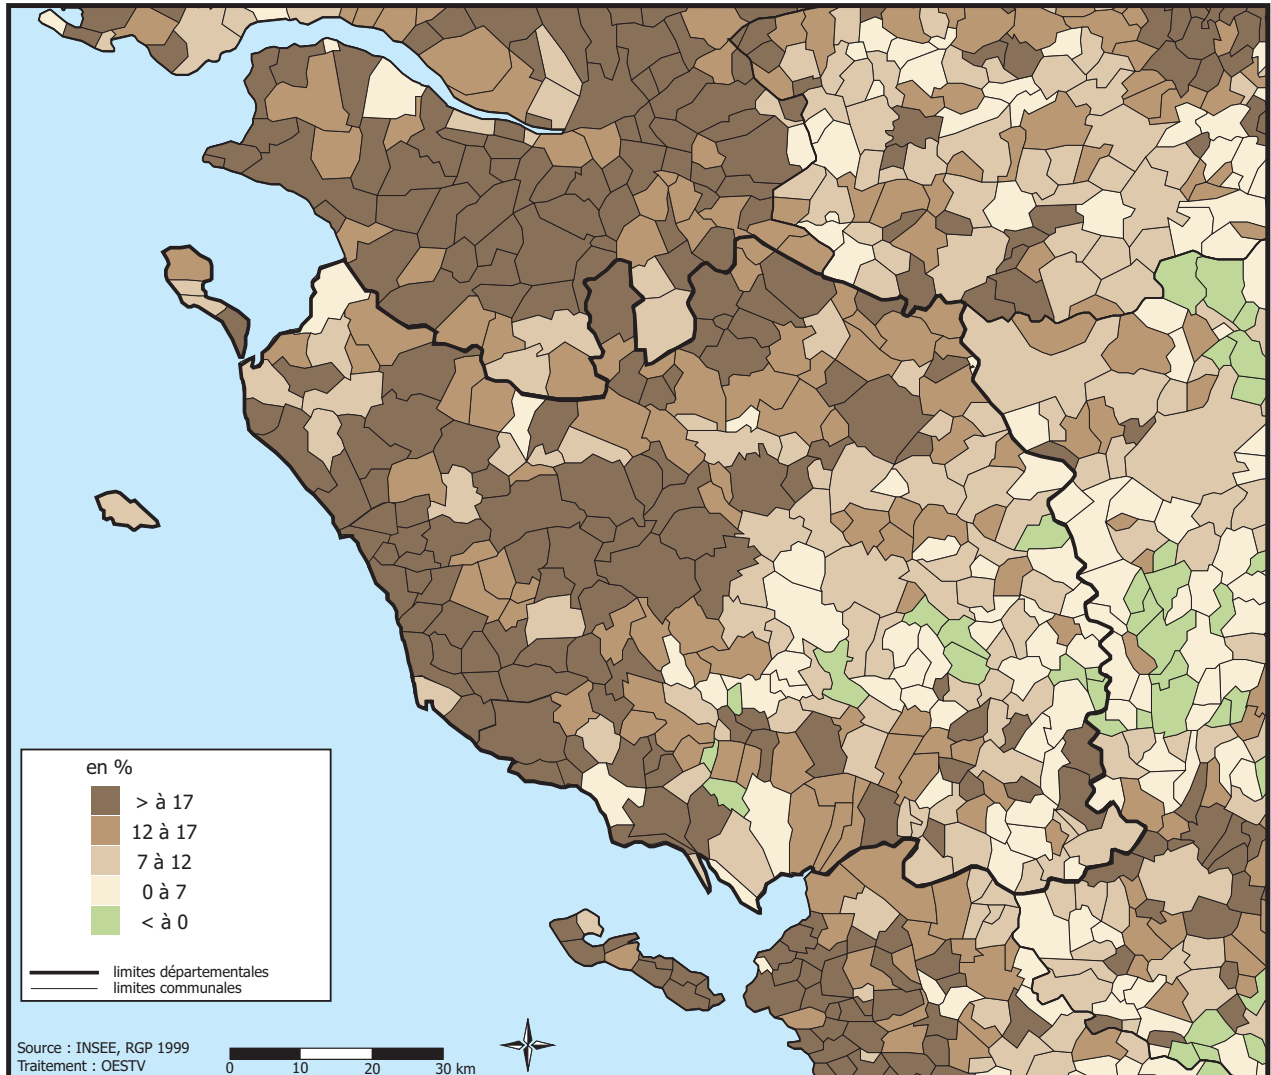 en %
> à 17
12 à 17
7 à 12
0 à 7
< à 0
limites départementales
limites communales
Source : INSEE, RGP 1999
Traitement : OESTV
0 10 20 30 km